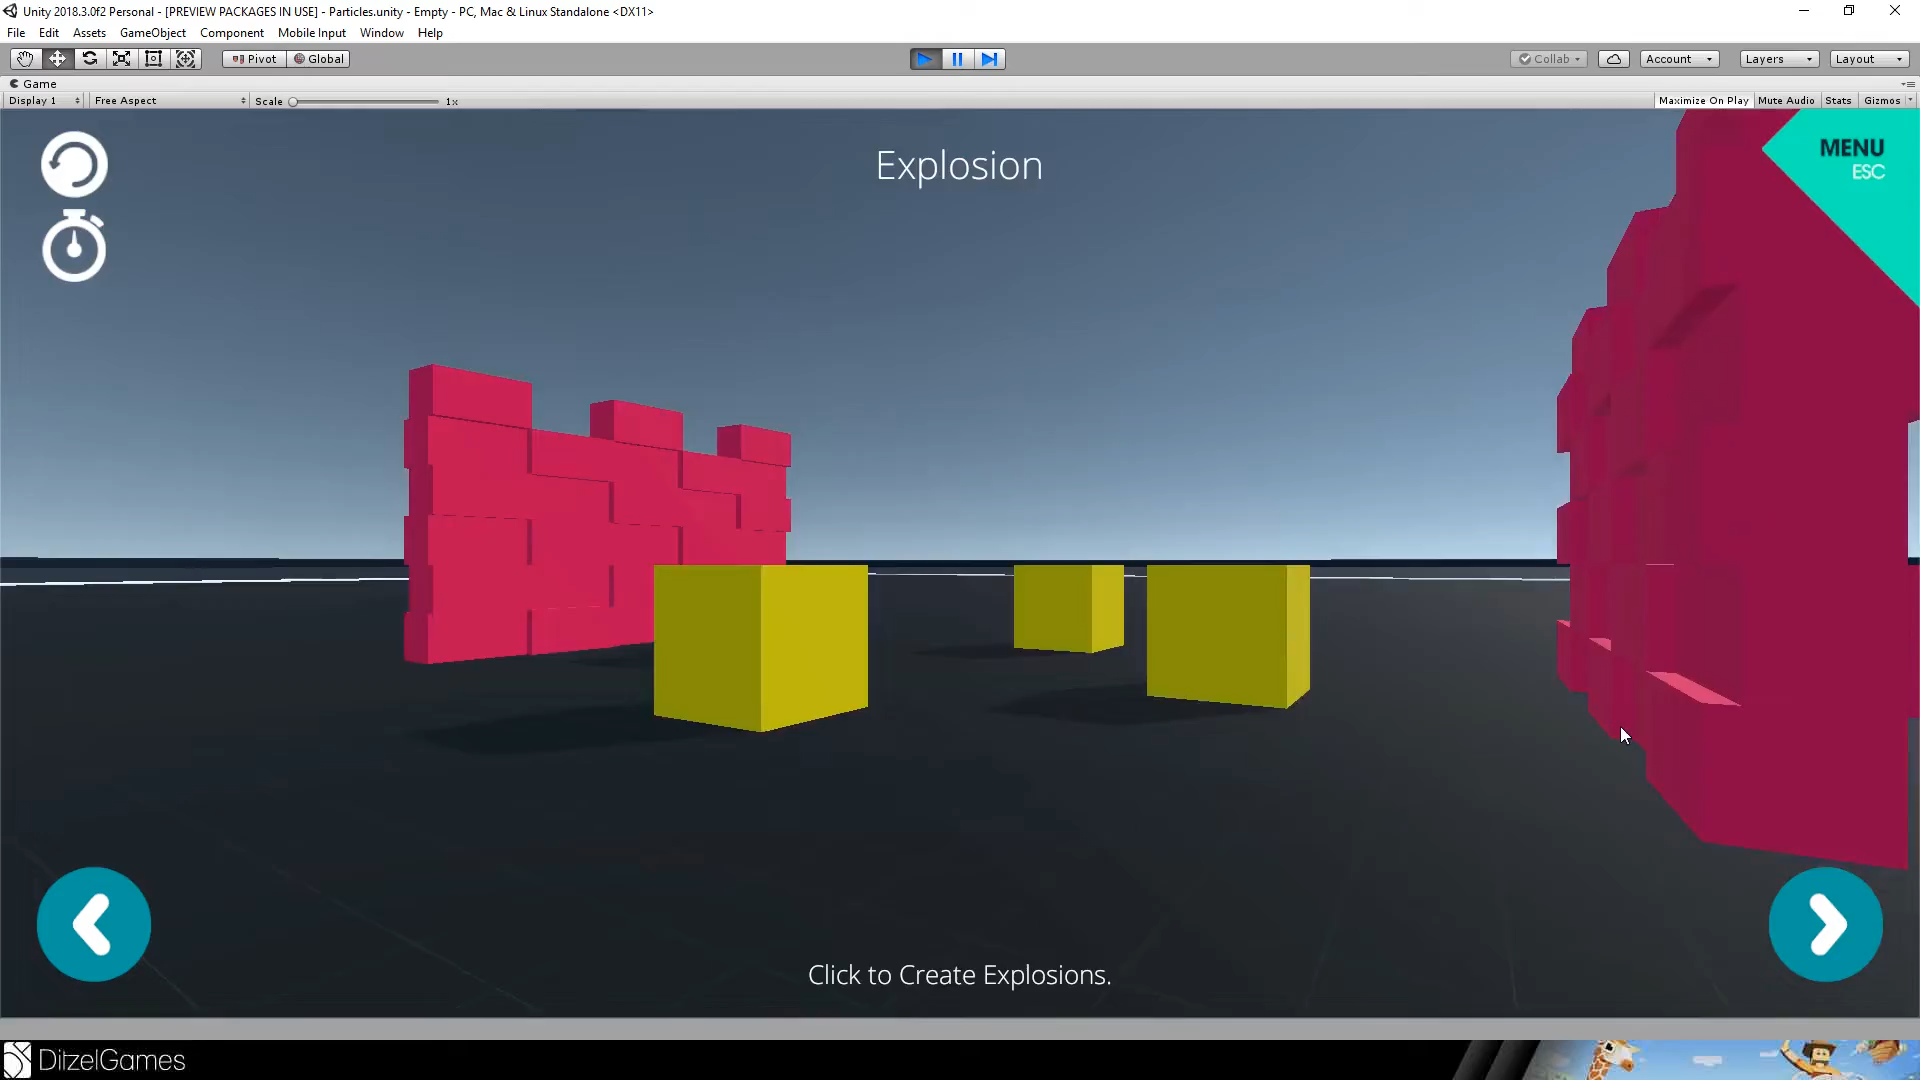 Unity 2018.3.0f2 Personal - [PREVIEW PACKAGES IN USE] - Particles.unity - Empty - PC, Mac & Linux Standalone <DX11>
File Edit Assets GameObject Component Mobile Input Window Help
Pivot Global Collab Account Layers Layout
Game
Display 1 Free Aspect Scale 1x Maximize On Play Mute Audio Stats Gizmos
Explosion
MENU
ESC
Click to Create Explosions.
DitzelGames